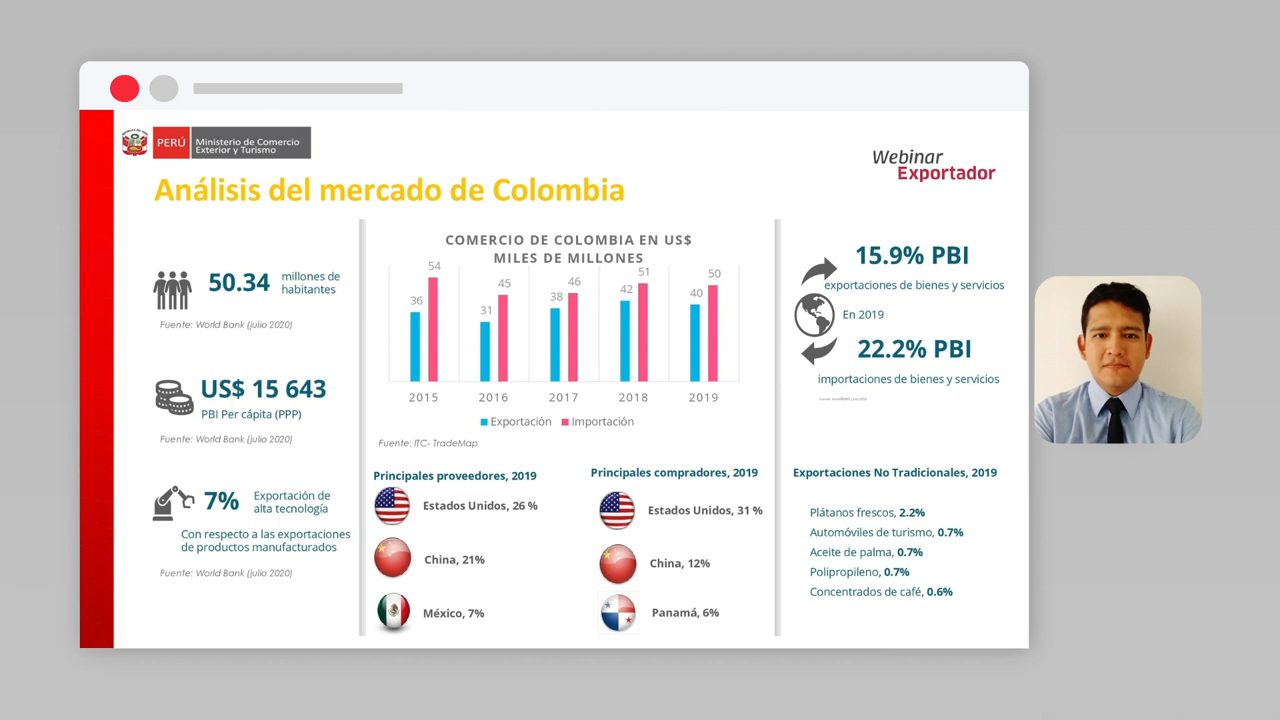 PERÚ
Ministerio de Comercio
Exterior y Turismo
Webinar
Exportador
Análisis del mercado de Colombia
50.34
millones de
habitantes
Fuente: World Bank (julio 2020)
US$ 15 643
PBI Per cápita (PPP)
Fuente: World Bank (julio 2020)
7%
Exportación de
alta tecnología
Con respecto a las exportaciones
de productos manufacturados
Fuente: World Bank (julio 2020)
COMERCIO DE COLOMBIA EN US$
MILES DE MILLONES
36 54 31 45 38 46 42 51 40 50
2015 2016 2017 2018 2019
Exportación Importación
Fuente: ITC- TradeMap
Principales proveedores, 2019
Estados Unidos, 26 %
China, 21%
México, 7%
Principales compradores, 2019
Estados Unidos, 31 %
China, 12%
Panamá, 6%
15.9% PBI
exportaciones de bienes y servicios
En 2019
22.2% PBI
importaciones de bienes y servicios
Exportaciones No Tradicionales, 2019
Plátanos frescos, 2.2%
Automóviles de turismo, 0.7%
Aceite de palma, 0.7%
Polipropileno, 0.7%
Concentrados de café, 0.6%